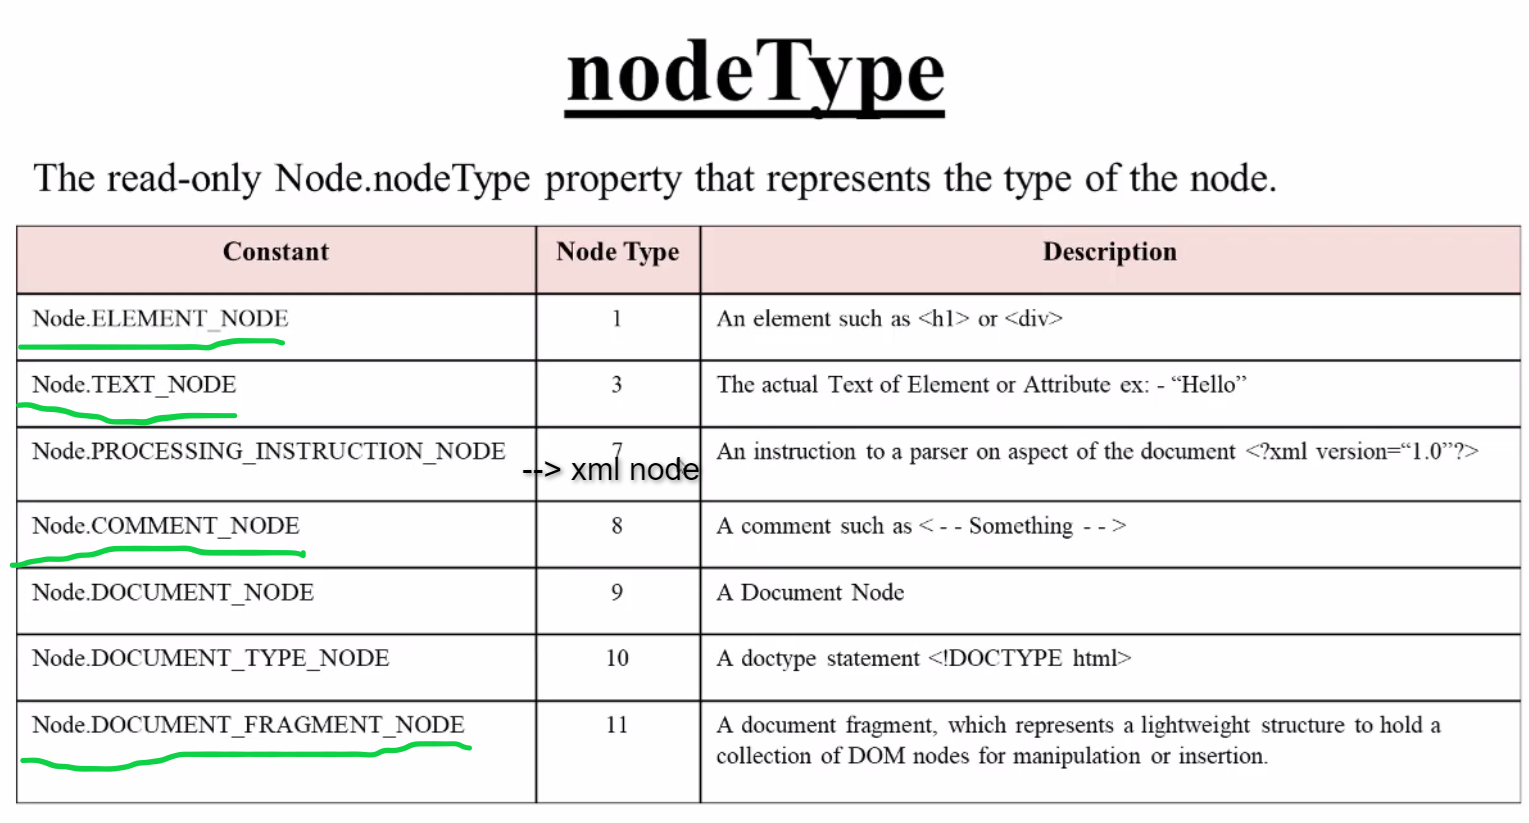 nodeType
The read-only Node.nodeType property that represents the type of the node.
Constant Node Type Description
Node.ELEMENT_NODE 1 An element such as <h1> or <div>
Node.TEXT_NODE 3 The actual Text of Element or Attribute ex: - “Hello”
Node.PROCESSING_INSTRUCTION_NODE 7 An instruction to a parser on aspect of the document <?xml version=“1.0”?>
--> xml node
Node.COMMENT_NODE 8 A comment such as < - - Something - - >
Node.DOCUMENT_NODE 9 A Document Node
Node.DOCUMENT_TYPE_NODE 10 A doctype statement <!DOCTYPE html>
Node.DOCUMENT_FRAGMENT_NODE 11 A document fragment, which represents a lightweight structure to hold a
collection of DOM nodes for manipulation or insertion.